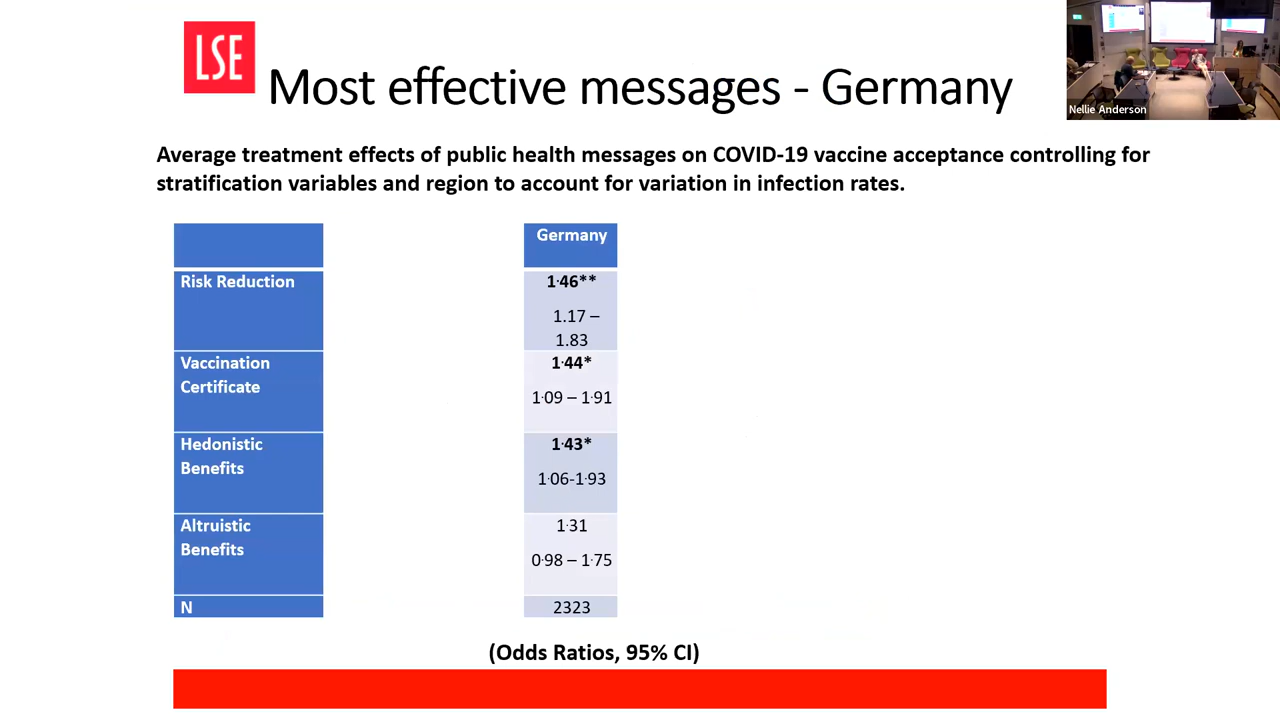 LSE
Most effective messages - Germany
Nellie Anderson
Average treatment effects of public health messages on COVID-19 vaccine acceptance controlling for
stratification variables and region to account for variation in infection rates.
Germany
Risk Reduction
1·46**
1.17 –
1.83
Vaccination
Certificate
1·44*
1·09 – 1·91
Hedonistic
Benefits
1·43*
1·06-1·93
Altruistic
Benefits
1·31
0·98 – 1·75
N
2323
(Odds Ratios, 95% CI)